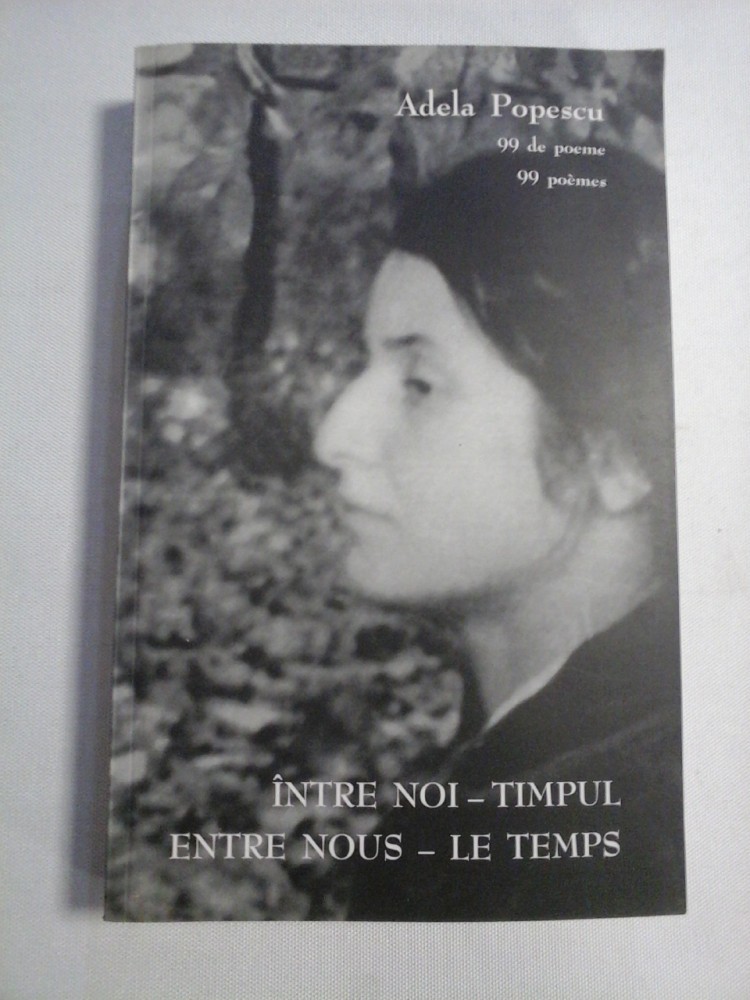 Adela Popescu
99 de poeme
99 poèmes
ÎNTRE NOI – TIMPUL
ENTRE NOUS – LE TEMPS